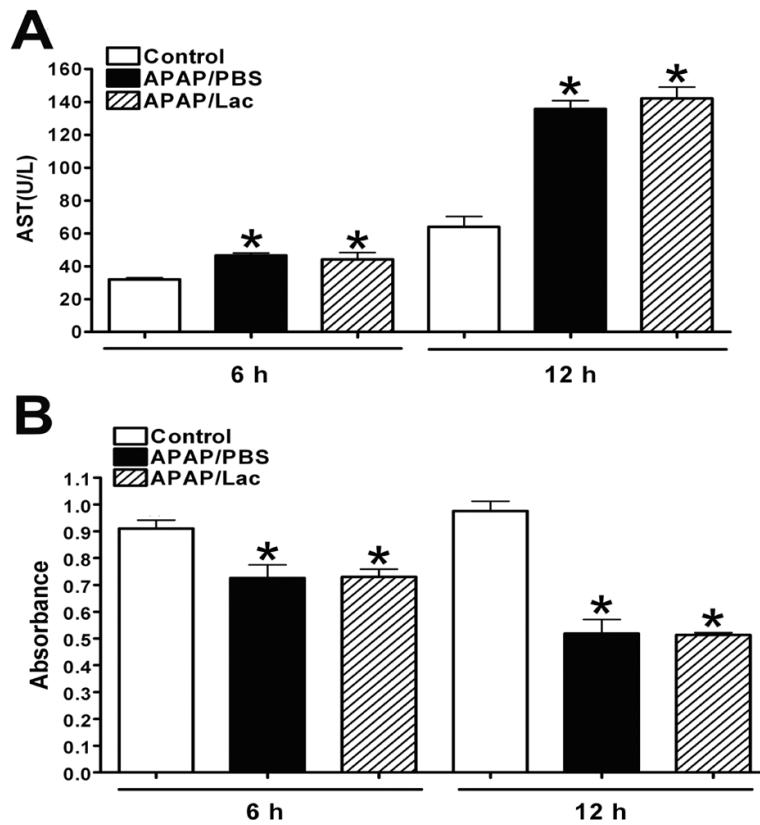 A
Control
APAP/PBS
APAP/Lac
160
140
120
100
80
60
40
20
0
AST(U/L)
* * * *
6 h 12 h
B
Control
APAP/PBS
APAP/Lac
1.1
1.0
0.9
0.8
0.7
0.6
0.5
0.4
0.3
0.2
0.1
0.0
Absorbance
* * * *
6 h 12 h